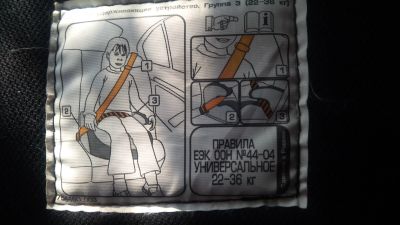 Устройство, Группа 3 (22-36 кг)
1
2
3
1
2
3
ПРАВИЛА
ЕЭК ООН №44-04
УНИВЕРСАЛЬНОЕ
22-36 кг